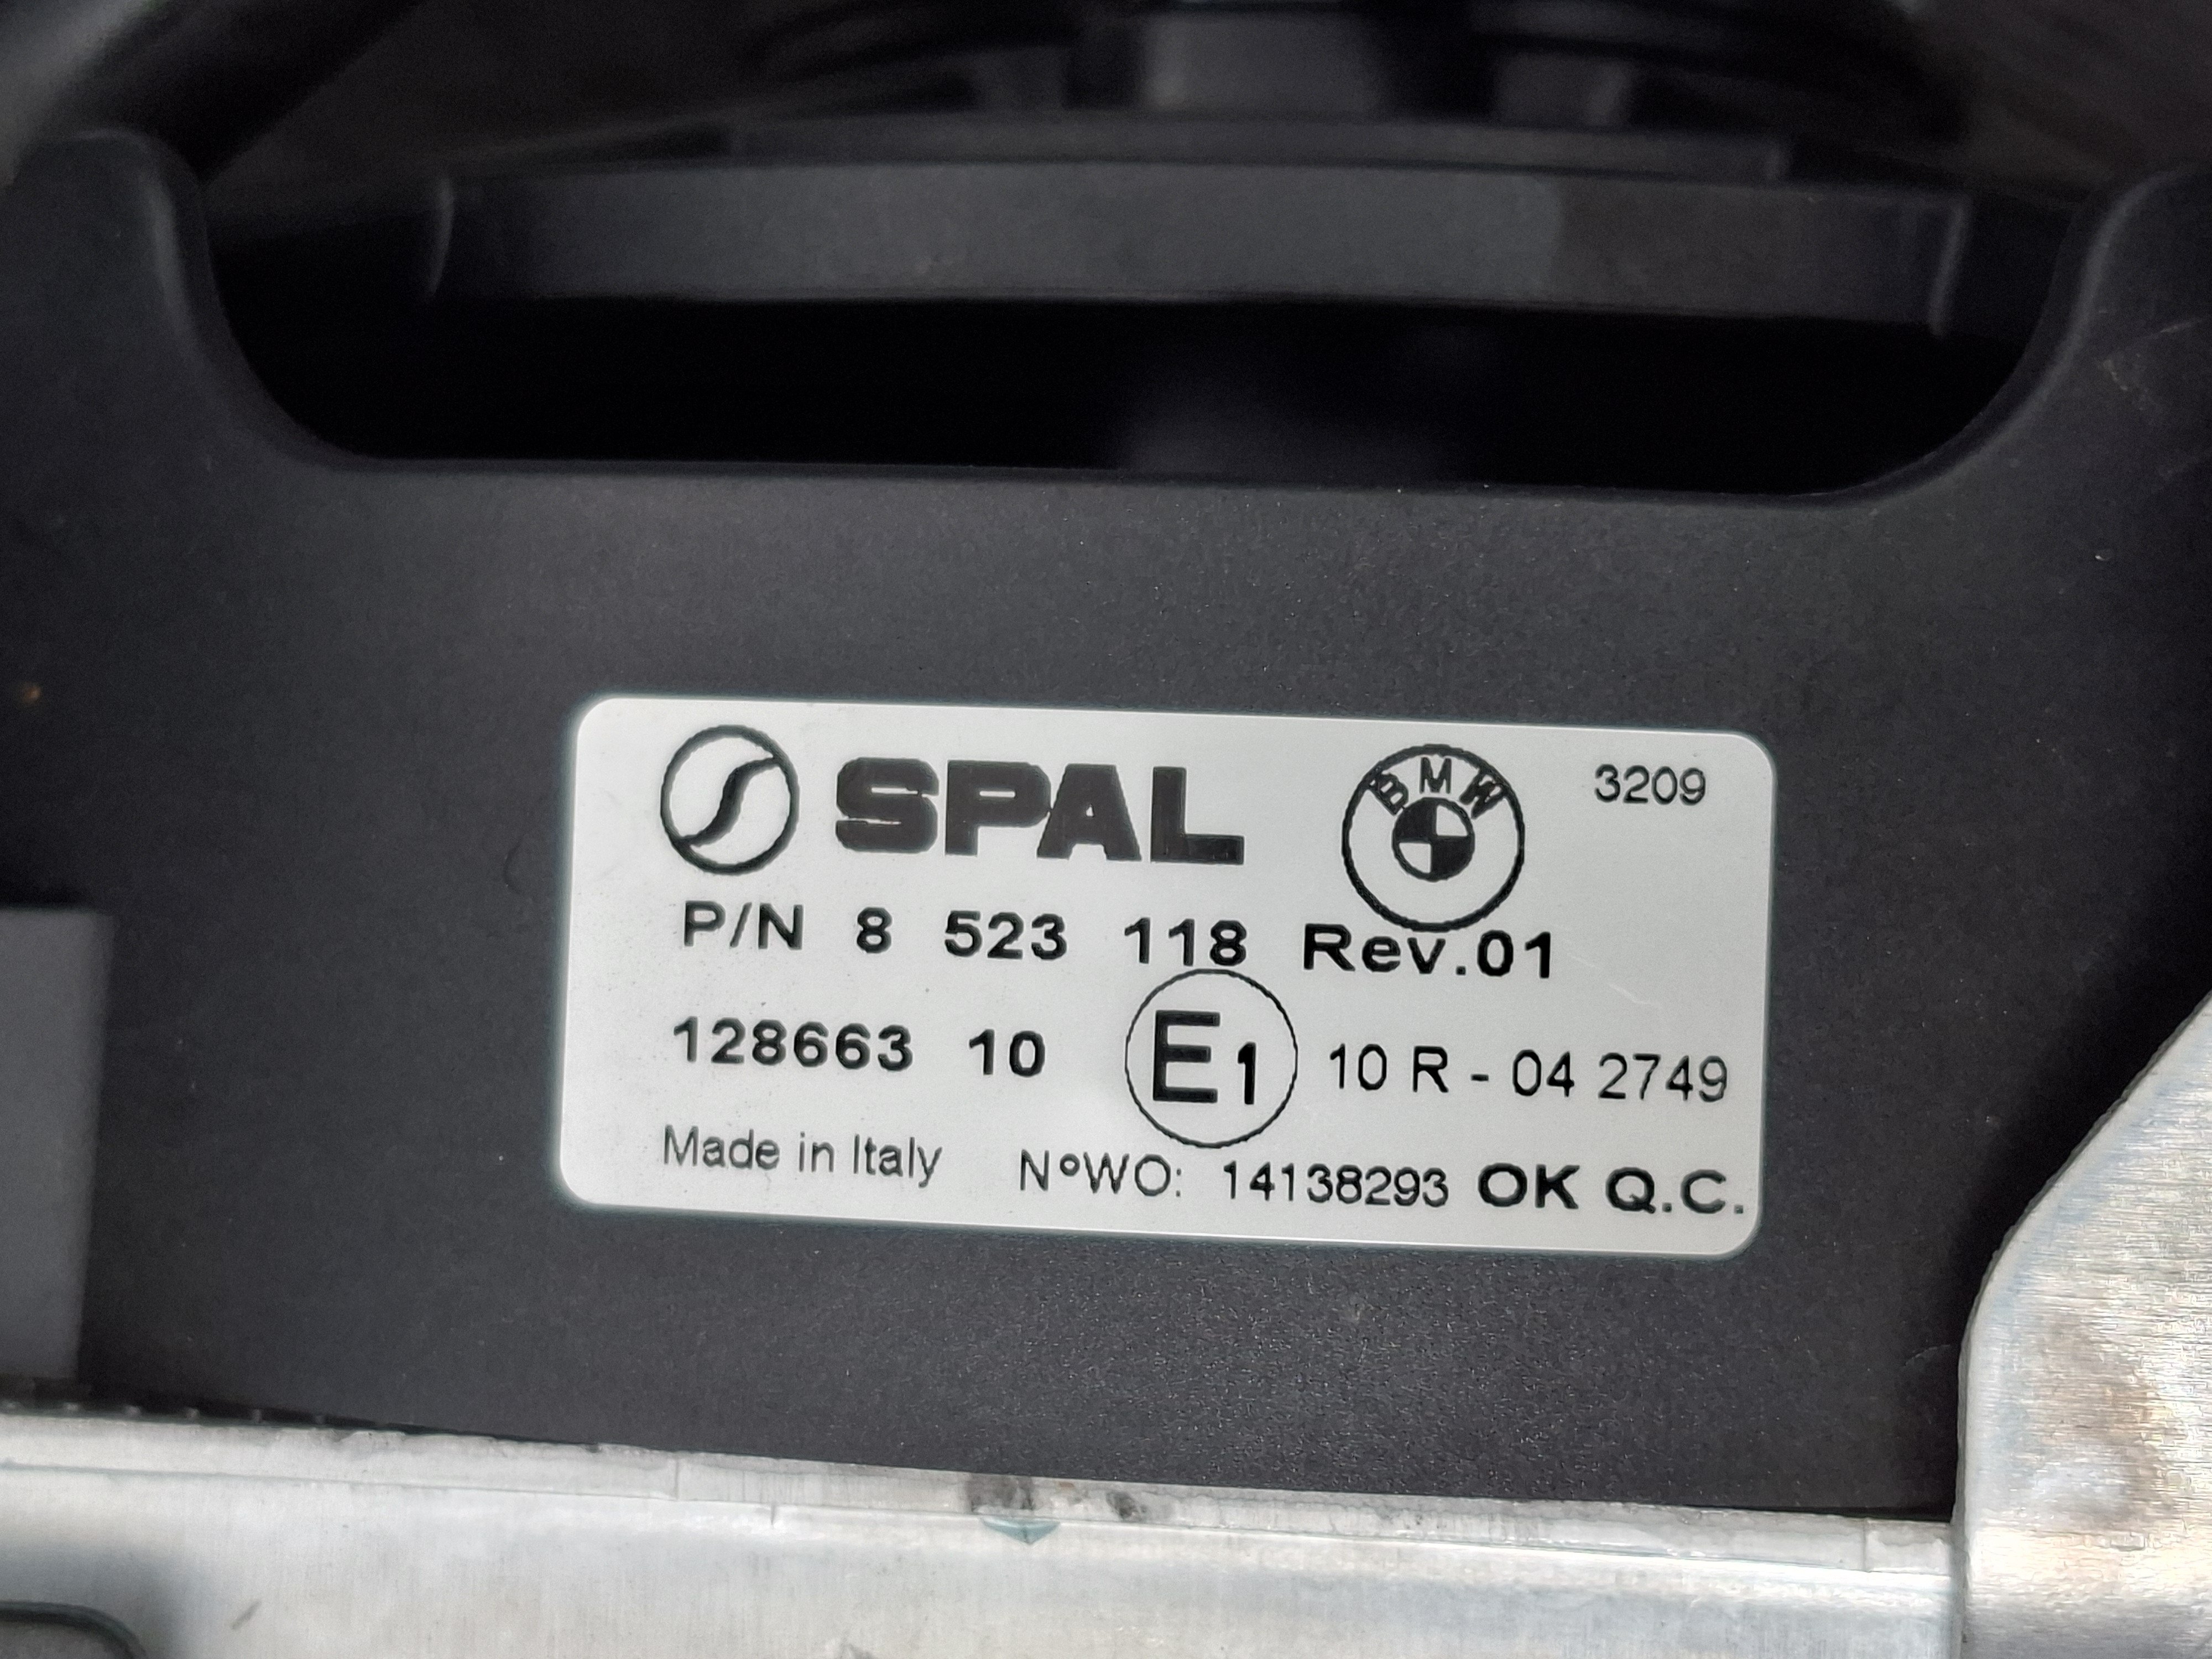 SPAL BMW 3209
P/N 8 523 118 Rev.01
128663 10 E1 10 R - 04 2749
Made in Italy N°WO: 14138293 OK Q.C.